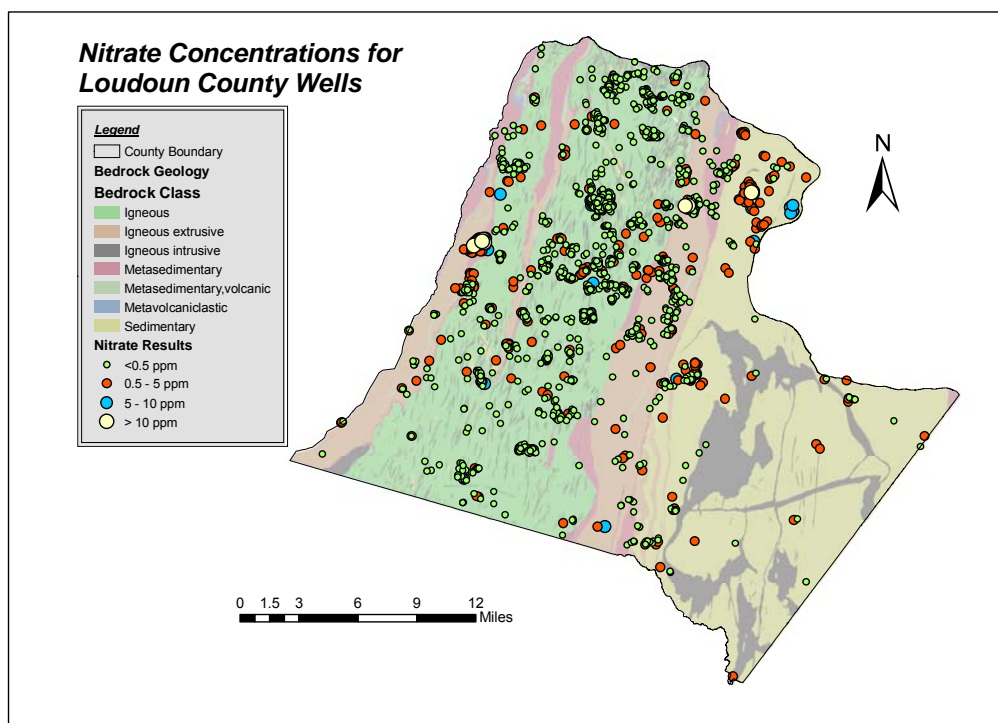 Nitrate Concentrations for
Loudoun County Wells
Legend
County Boundary
Bedrock Geology
Bedrock Class
Igneous
Igneous extrusive
Igneous intrusive
Metasedimentary
Metasedimentary,volcanic
Metavolcaniclastic
Sedimentary
Nitrate Results
<0.5 ppm
0.5 - 5 ppm
5 - 10 ppm
> 10 ppm
N
0 1.5 3 6 9 12
Miles